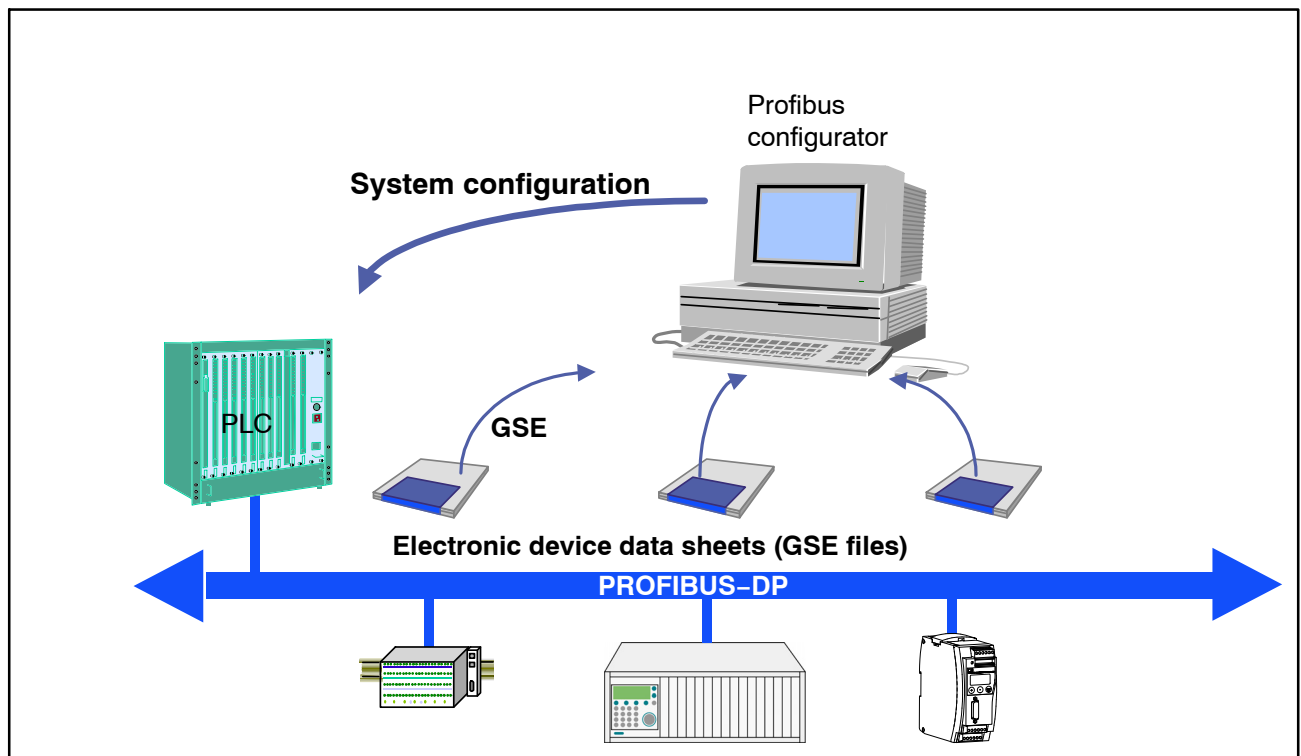 Profibus
configurator
System configuration
PLC
GSE
Electronic device data sheets (GSE files)
PROFIBUS−DP